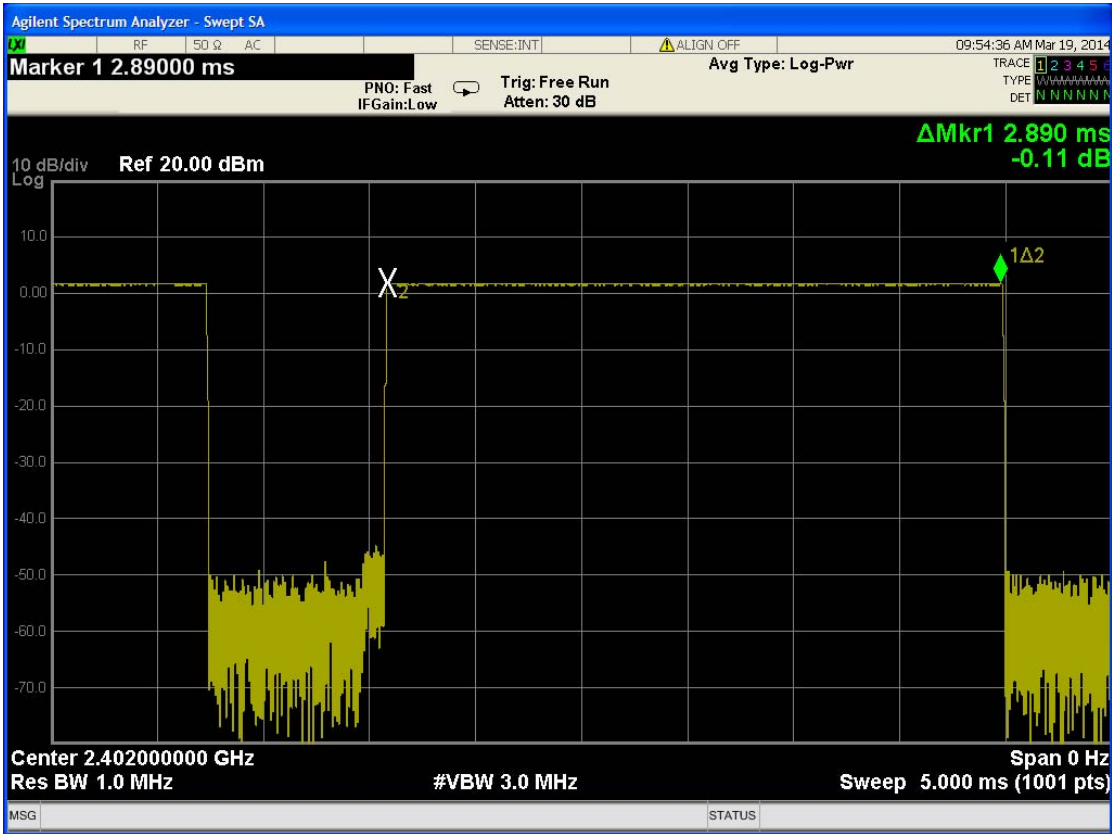 Agilent Spectrum Analyzer - Swept SA
LXI RF 50 Ω AC SENSE:INT ALIGN OFF 09:54:36 AM Mar 19, 2014
Marker 1 2.89000 ms
PNO: Fast
IFGain:Low
Trig: Free Run
Atten: 30 dB
Avg Type: Log-Pwr
TRACE 1 2 3 4 5 6
TYPE
DET N N N N N N
ΔMkr1 2.890 ms
-0.11 dB
10 dB/div Ref 20.00 dBm
Log
10.0
1Δ2
0.00
X2
-10.0
-20.0
-30.0
-40.0
-50.0
-60.0
-70.0
Center 2.402000000 GHz Span 0 Hz
Res BW 1.0 MHz #VBW 3.0 MHz Sweep 5.000 ms (1001 pts)
MSG STATUS